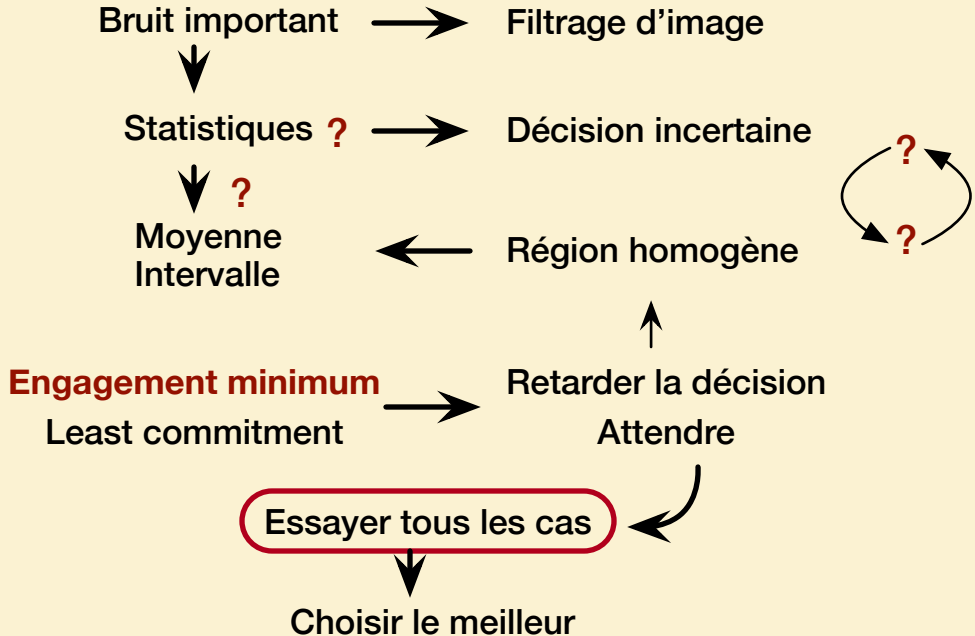 Bruit important
Filtrage d’image
Statistiques ?
Décision incertaine
?
?
Moyenne
Intervalle
Région homogène
?
Engagement minimum
Least commitment
Retarder la décision
Attendre
Essayer tous les cas
Choisir le meilleur